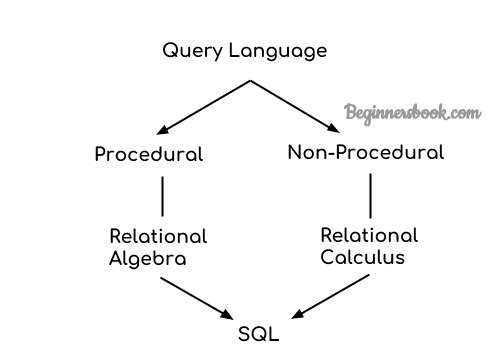 Query Language
Beginnersbook.com
Procedural
Non-Procedural
Relational
Algebra
Relational
Calculus
SQL